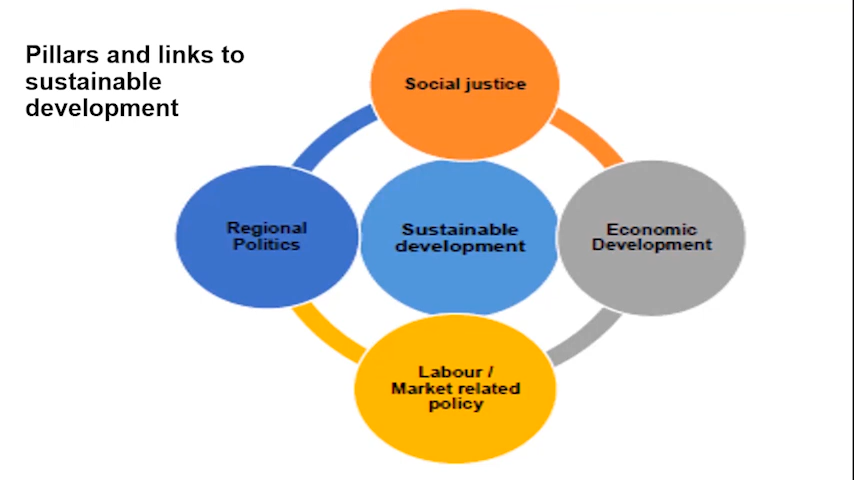 Pillars and links to
sustainable
development
Social justice
Regional
Politics
Sustainable
development
Economic
Development
Labour /
Market related
policy